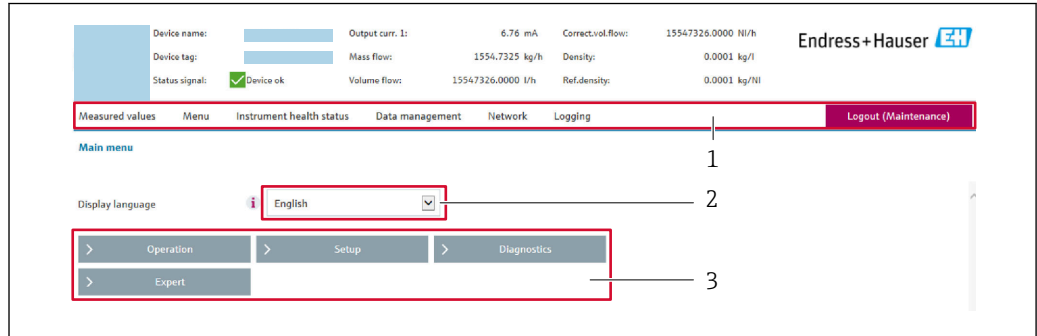 Device name: Output curr. 1: 6.76 mA Correct.vol.flow: 15547326.0000 Nl/h
Endress+Hauser EH
Device tag: Mass flow: 1554.7325 kg/h Density: 0.0001 kg/l
Status signal: Device ok Volume flow: 15547326.0000 l/h Ref.density: 0.0001 kg/Nl
Measured values Menu Instrument health status Data management Network Logging Logout (Maintenance)
1
Main menu
Display language i English 2
> Operation > Setup > Diagnostics
> Expert 3